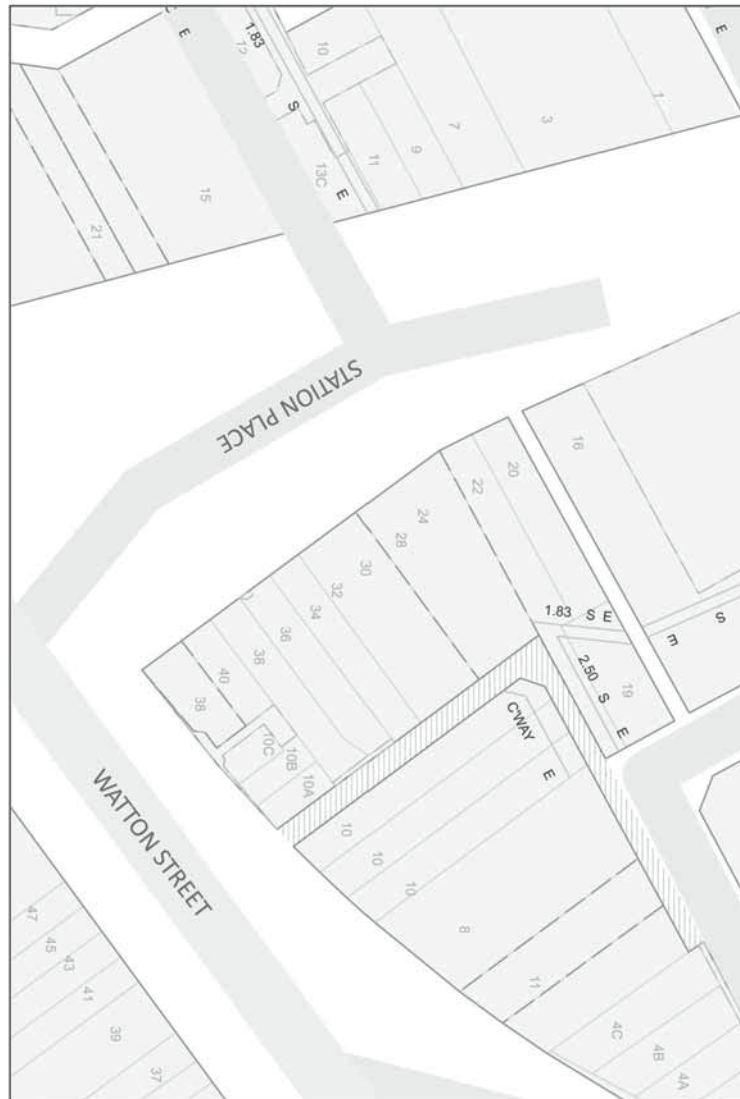 E
E
1.83
12
S
10
11
13C
E
9
7
3
1
15
21
STATION PLACE
16
20
22
24
28
30
32
34
36
38
40
38
1.83 S E
S
E
2.50 S E
19
C'WAY E
10C
10B
10A
10
10
10
8
11
4C
4B
4A
WATTON STREET
47
45
43
41
39
37